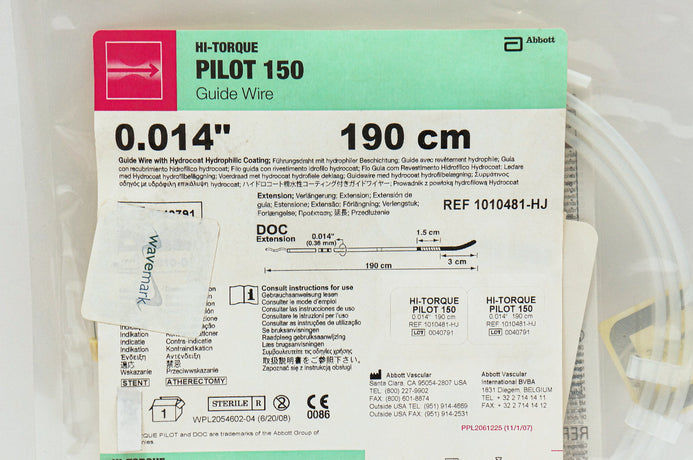 HI-TORQUE
PILOT 150
Guide Wire
Abbott
0.014" 190 cm
Guide Wire with Hydrocoat Hydrophilic Coating; Führungsdraht mit hydrophiler Beschichtung; Guide avec revêtement hydrophile; Guía
con recubrimiento hidrofílico hydrocoat; Filo guida con rivestimento idrofilo hydrocoat; Fio Guia com Revestimento Hidrofílico Hydrocoat; Ledare
med Hydrocoat hydrofilbeläggning; Voerdraad met hydrocoat hydrofiele deklaag; Guidewire med hydrocoat hydrofilbelægning; Συρμάτινος
οδηγός με υδρόφιλη επικάλυψη hydrocoat; ハイドロコート親水性コーティング付きガイドワイヤー; Prowadnik z powłoką hydrofilową Hydrocoat
Extension; Verlängerung; Extension; Extensión de
guía; Estensione; Extensão; Förlängning; Verlengstuk;
Forlængelse; Προέκταση; 延長; Przedłużenie
REF 1010481-HJ
0791
wavemark
DOC
Extension
0.014"
(0.36 mm)
1.5 cm
3 cm
190 cm
Consult instructions for use
Gebrauchsanweisung lesen
Consulter le mode d'emploi
Consultar las instrucciones de uso
Consultare le istruzioni per l'uso
Consultar as instruções de utilização
Se bruksanvisningen
Raadpleeg gebruiksaanwijzing
Læs brugsanvisningen
Συμβουλευτείτε τις οδηγίες χρήσης
取扱説明書をご参照下さい。
Zapoznać się z instrukcją obsługi
HI-TORQUE
PILOT 150
0.014" 190 cm
REF 1010481-HJ
LOT 0040791
HI-TORQUE
PILOT 150
0.014" 190 cm
REF 1010481-HJ
LOT 0040791
Indikation
Indikation
Ένδειξη
適応
Wskazanie
STENT
Contra-indicatie
Kontraindikation
Αντένδειξη
禁忌
Przeciwwskazanie
ATHERECTOMY
1
STERILE R
2
CE
0086
WPL2054602-04 (6/20/08)
Abbott Vascular
Santa Clara, CA 95054-2807 USA
TEL: (800) 227-9902
FAX: (800) 601-8874
Outside USA TEL: (951) 914-4669
Outside USA FAX: (951) 914-2531
Abbott Vascular
International BVBA
1831 Diegem, BELGIUM
TEL + 32 2 714 14 11
FAX + 32 2 714 14 12
PPL2061225 (11/1/07)
QUE PILOT and DOC are trademarks of the Abbott Group of
nies.
HI-TORQUE